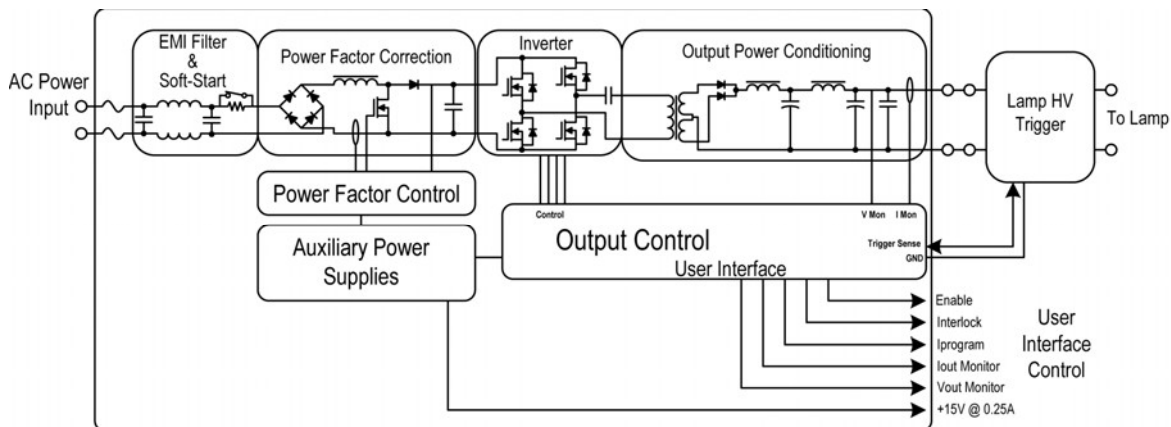 EMI Filter
&
Soft-Start
Power Factor Correction
Inverter
Output Power Conditioning
AC Power
Input
Lamp HV
Trigger
To Lamp
Power Factor Control
Control
V Mon
I Mon
Output Control
Trigger Sense
GND
User Interface
Auxiliary Power
Supplies
Enable
Interlock
Iprogram
Iout Monitor
Vout Monitor
+15V @ 0.25A
User
Interface
Control